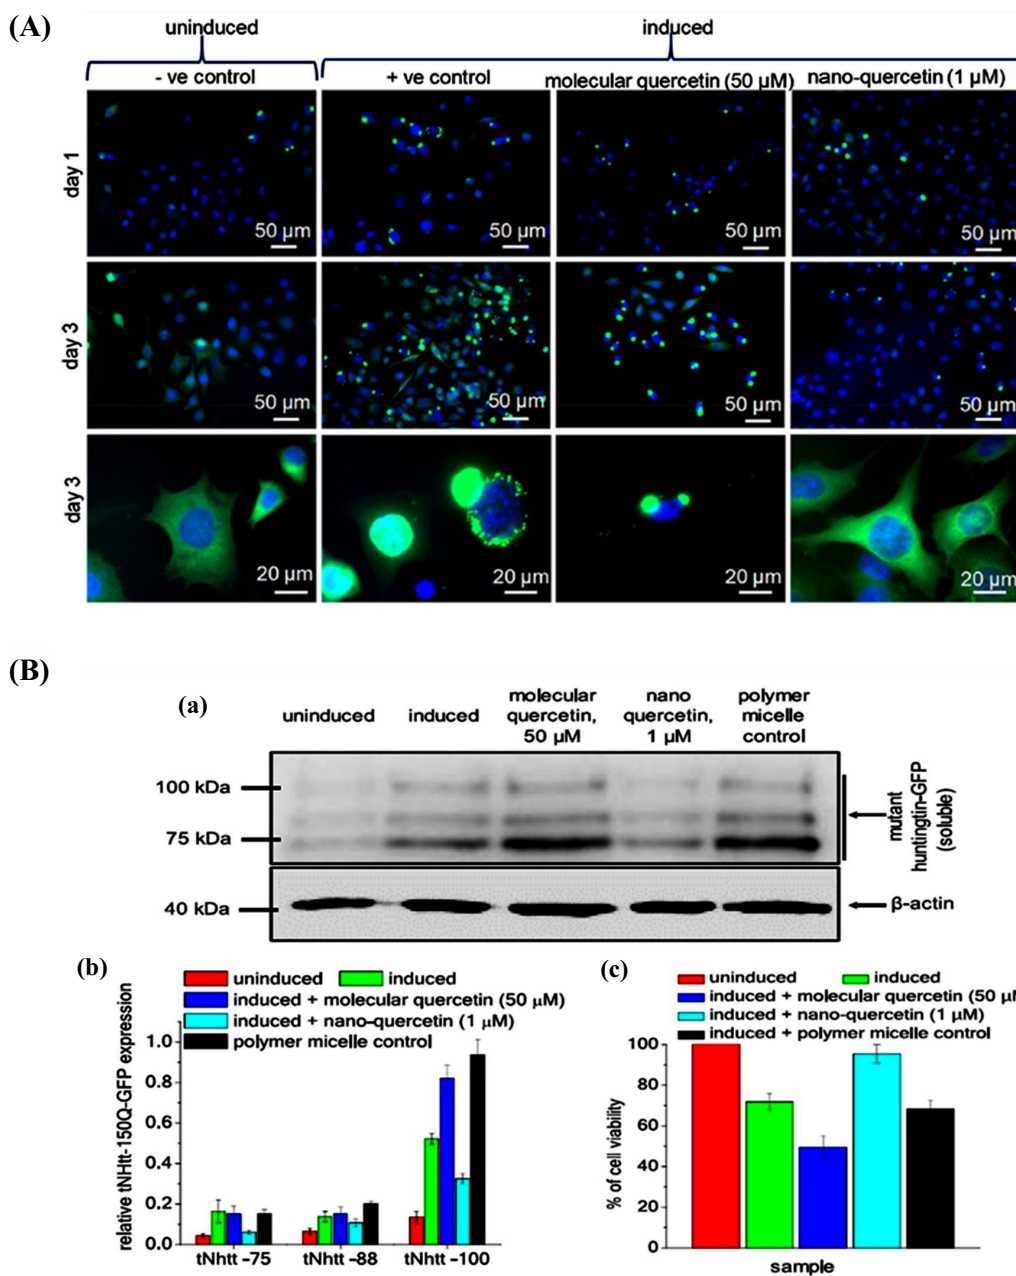 (A)
uninduced
induced
- ve control
+ ve control
molecular quercetin (50 µM)
nano-quercetin (1 µM)
day 1
50 µm
50 µm
50 µm
50 µm
day 3
50 µm
50 µm
50 µm
50 µm
day 3
20 µm
20 µm
20 µm
20 µm
(B)
(a)
uninduced
induced
molecular
quercetin,
50 µM
nano
quercetin,
1 µM
polymer
micelle
control
100 kDa
75 kDa
40 kDa
mutant
huntingtin-GFP
(soluble)
β-actin
(b)
uninduced
induced
induced + molecular quercetin (50 µM)
induced + nano-quercetin (1 µM)
polymer micelle control
relative tNHtt-150Q-GFP expression
1.0
0.8
0.6
0.4
0.2
0.0
tNhtt -75
tNhtt -88
tNhtt -100
(c)
uninduced
induced
induced + molecular quercetin (50 µM
induced + nano-quercetin (1 µM)
induced + polymer micelle control
% of cell viability
100
80
60
40
20
0
sample